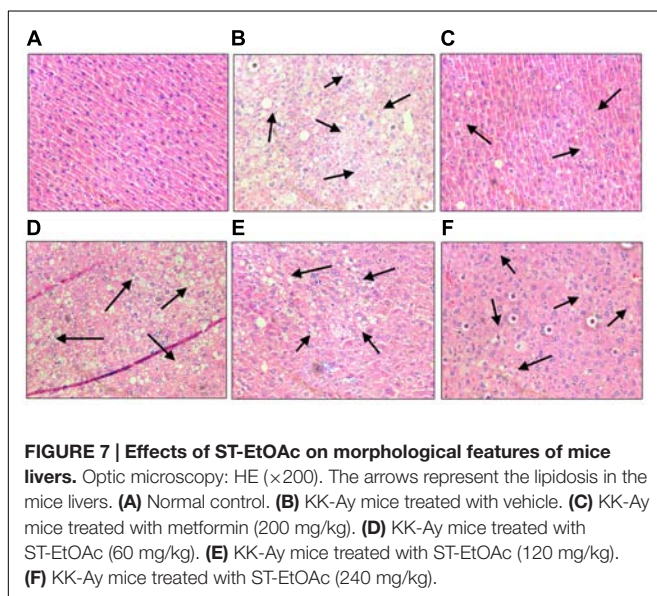 A B C
D E F
FIGURE 7 | Effects of ST-EtOAc on morphological features of mice
livers. Optic microscopy: HE (×200). The arrows represent the lipidosis in the
mice livers. (A) Normal control. (B) KK-Ay mice treated with vehicle. (C) KK-Ay
mice treated with metformin (200 mg/kg). (D) KK-Ay mice treated with
ST-EtOAc (60 mg/kg). (E) KK-Ay mice treated with ST-EtOAc (120 mg/kg).
(F) KK-Ay mice treated with ST-EtOAc (240 mg/kg).